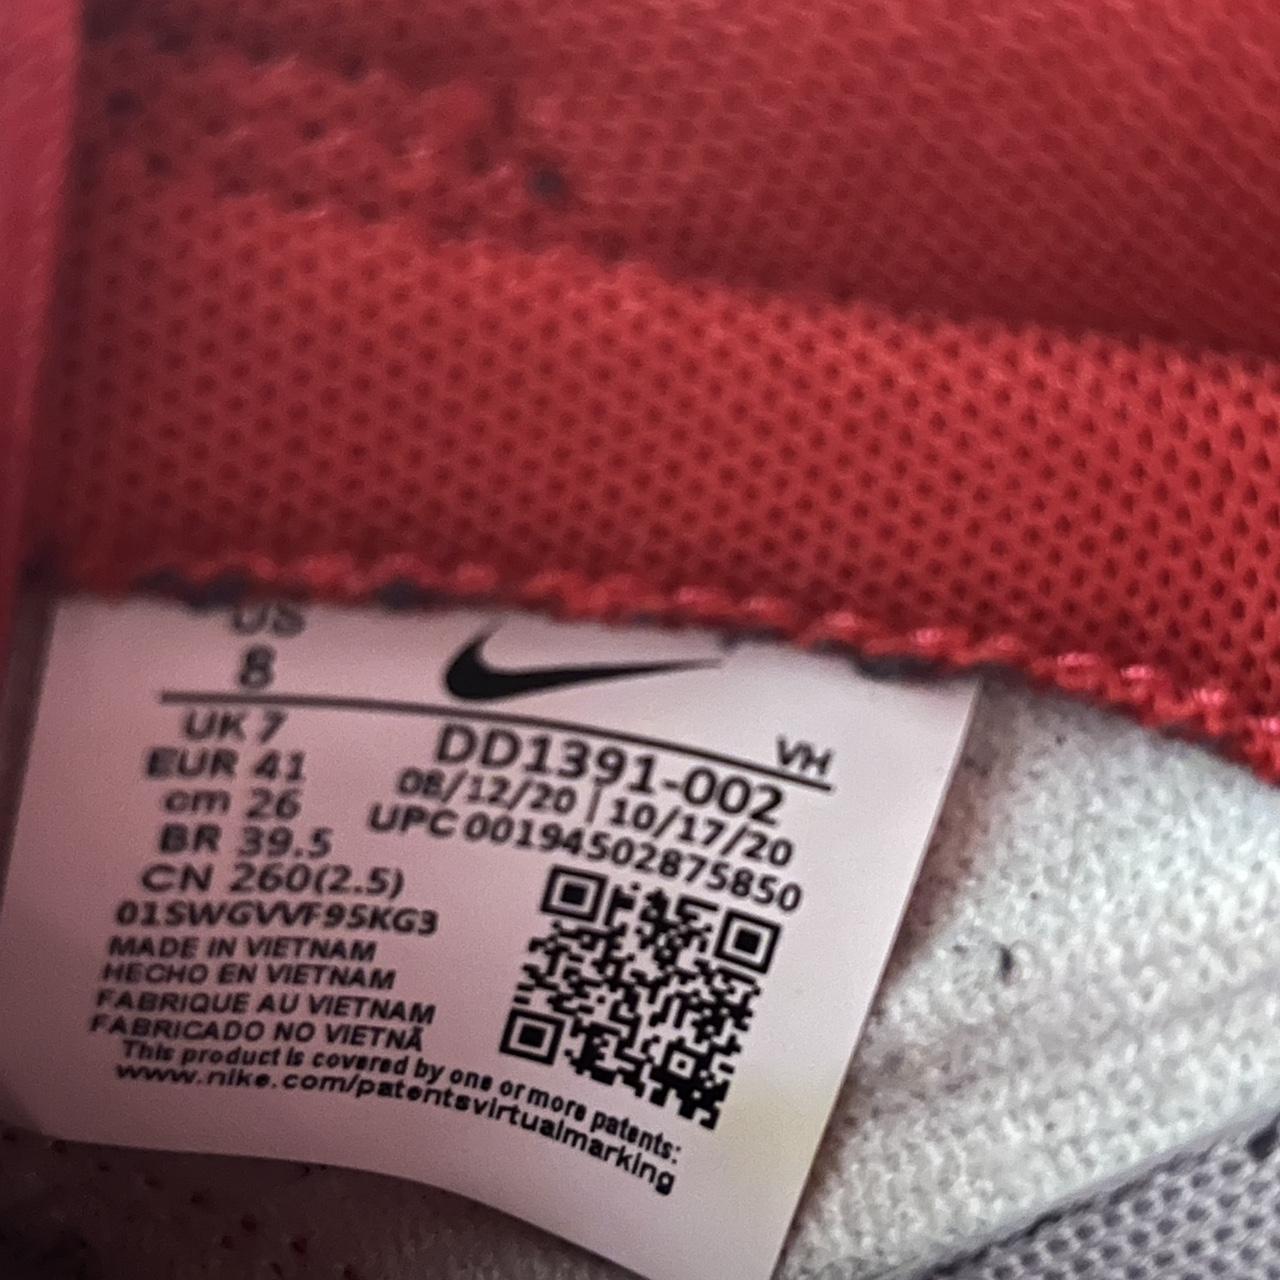 US
8
UK 7
EUR 41
cm 26
BR 39.5
CN 260(2.5)
01SWGVVF95KG3
MADE IN VIETNAM
HECHO EN VIETNAM
FABRIQUE AU VIETNAM
FABRICADO NO VIETNÃ
VH
DD1391-002
08/12/20 | 10/17/20
UPC 00194502875850
This product is covered by one or more patents:
www.nike.com/patentsvirtualmarking